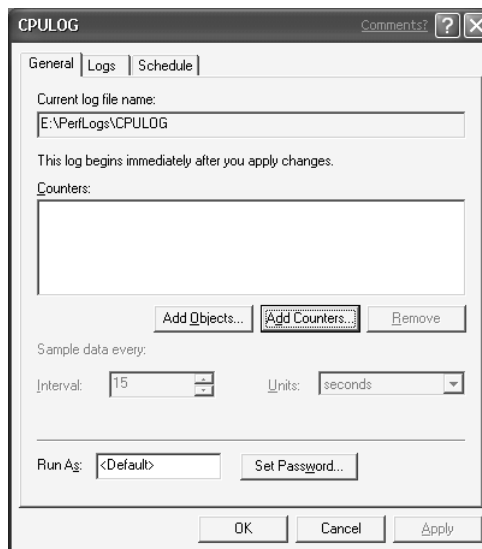 CPULOG Comments? ?
General Logs Schedule
Current log file name:
E:\PerfLogs\CPULOG
This log begins immediately after you apply changes.
Counters:
Add Objects... Add Counters... Remove
Sample data every:
Interval: 15 Units: seconds
Run As: <Default> Set Password...
OK Cancel Apply